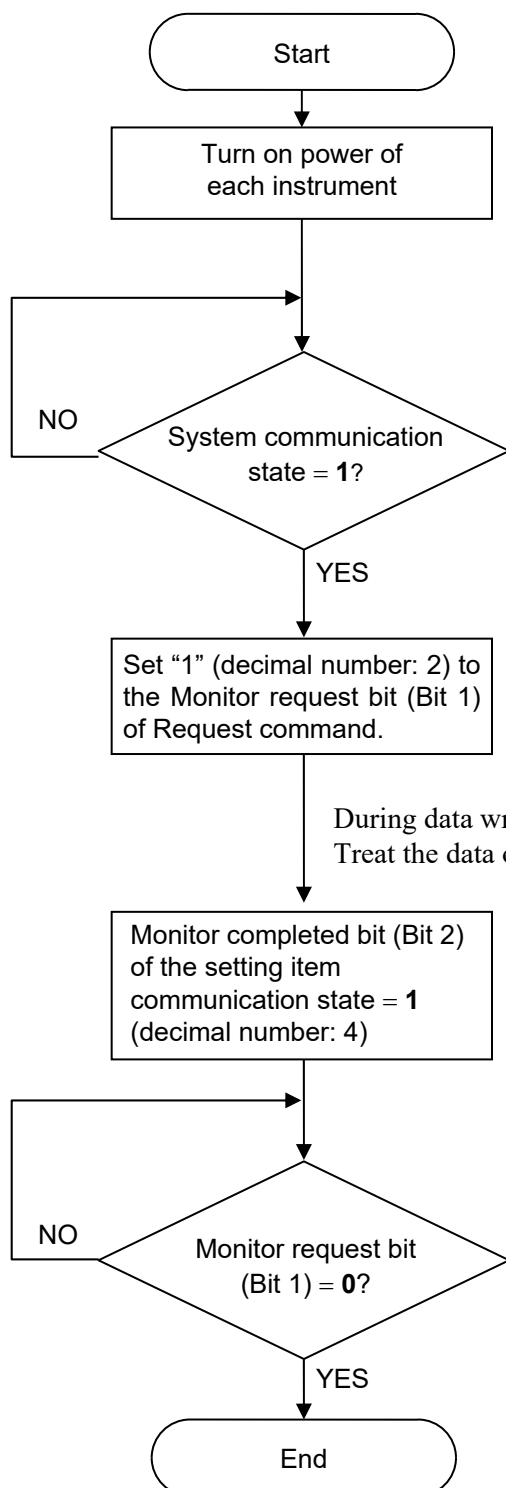 Start
Turn on power of
each instrument
NO
System communication
state = 1?
YES
Set “1” (decimal number: 2) to
the Monitor request bit (Bit 1)
of Request command.
During data
Treat the data
Monitor completed bit (Bit 2)
of the setting item
communication state = 1
(decimal number: 4)
NO
Monitor request bit
(Bit 1) = 0?
YES
End